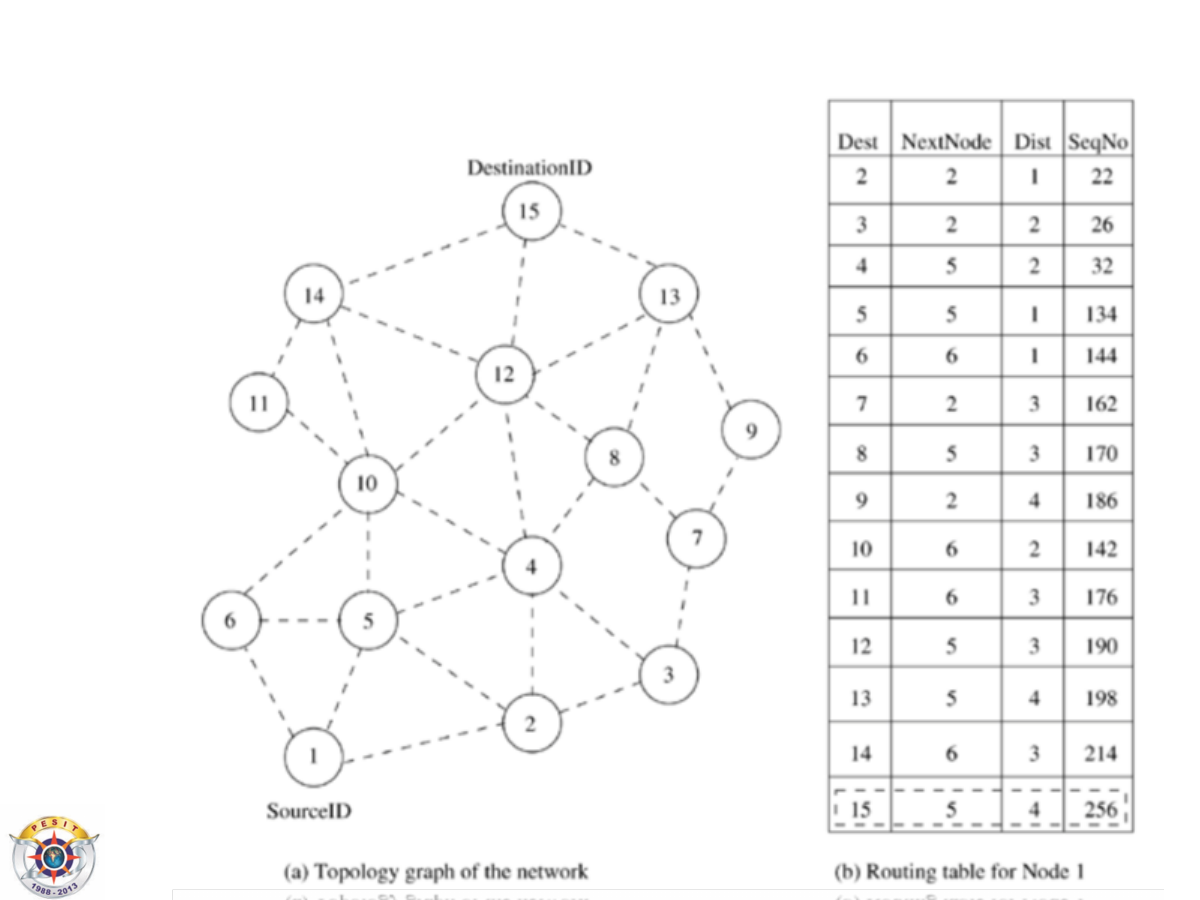 DestinationID
15
14
13
12
11
9
8
10
7
4
6
5
3
2
1
SourceID
(a) Topology graph of the network
Dest NextNode Dist SeqNo
2 2 1 22
3 2 2 26
4 5 2 32
5 5 1 134
6 6 1 144
7 2 3 162
8 5 3 170
9 2 4 186
10 6 2 142
11 6 3 176
12 5 3 190
13 5 4 198
14 6 3 214
15 5 4 256
(b) Routing table for Node 1
PESIT
1988 - 2013